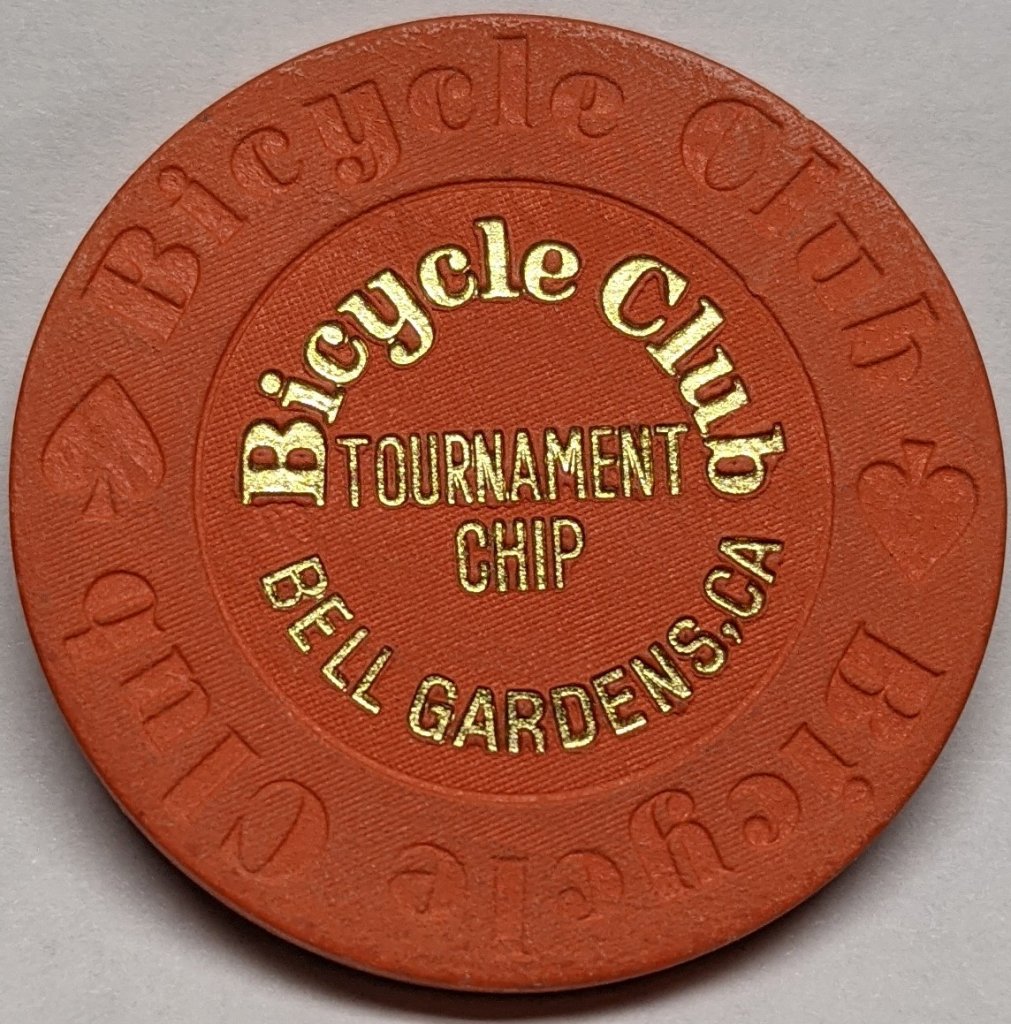 Bicycle Club
Bicycle Club
TOURNAMENT
CHIP
BELL GARDENS, CA
Bicycle Club